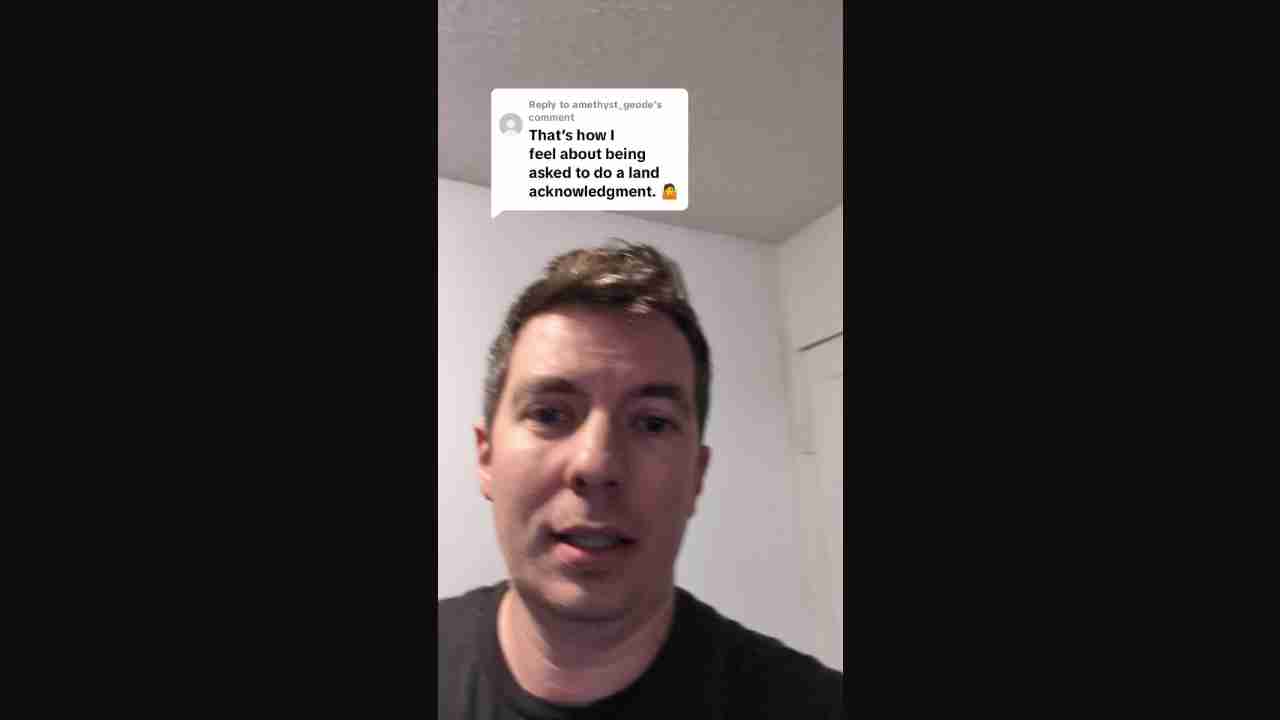 Reply to amethyst_geode's
comment
That's how I
feel about being
asked to do a land
acknowledgment. 🤷